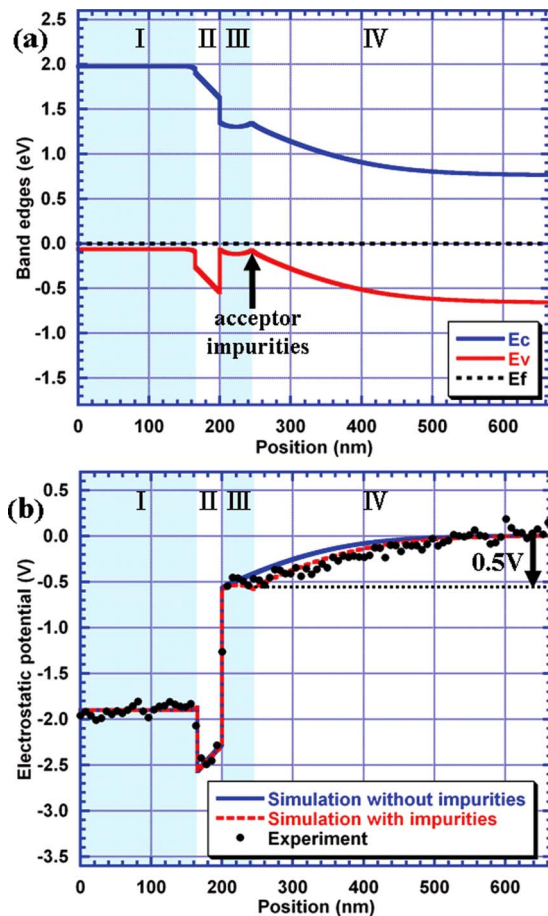 (a)
I II III IV
2.0
1.5
1.0
0.5
0.0
-0.5
-1.0
-1.5
Band edges (eV)
acceptor
impurities
Ec
Ev
Ef
0 100 200 300 400 500 600
Position (nm)
(b)
I II III IV
0.5
0.0
-0.5
-1.0
-1.5
-2.0
-2.5
-3.0
-3.5
Electrostatic potential (V)
0.5V
Simulation without impurities
Simulation with impurities
Experiment
0 100 200 300 400 500 600
Position (nm)